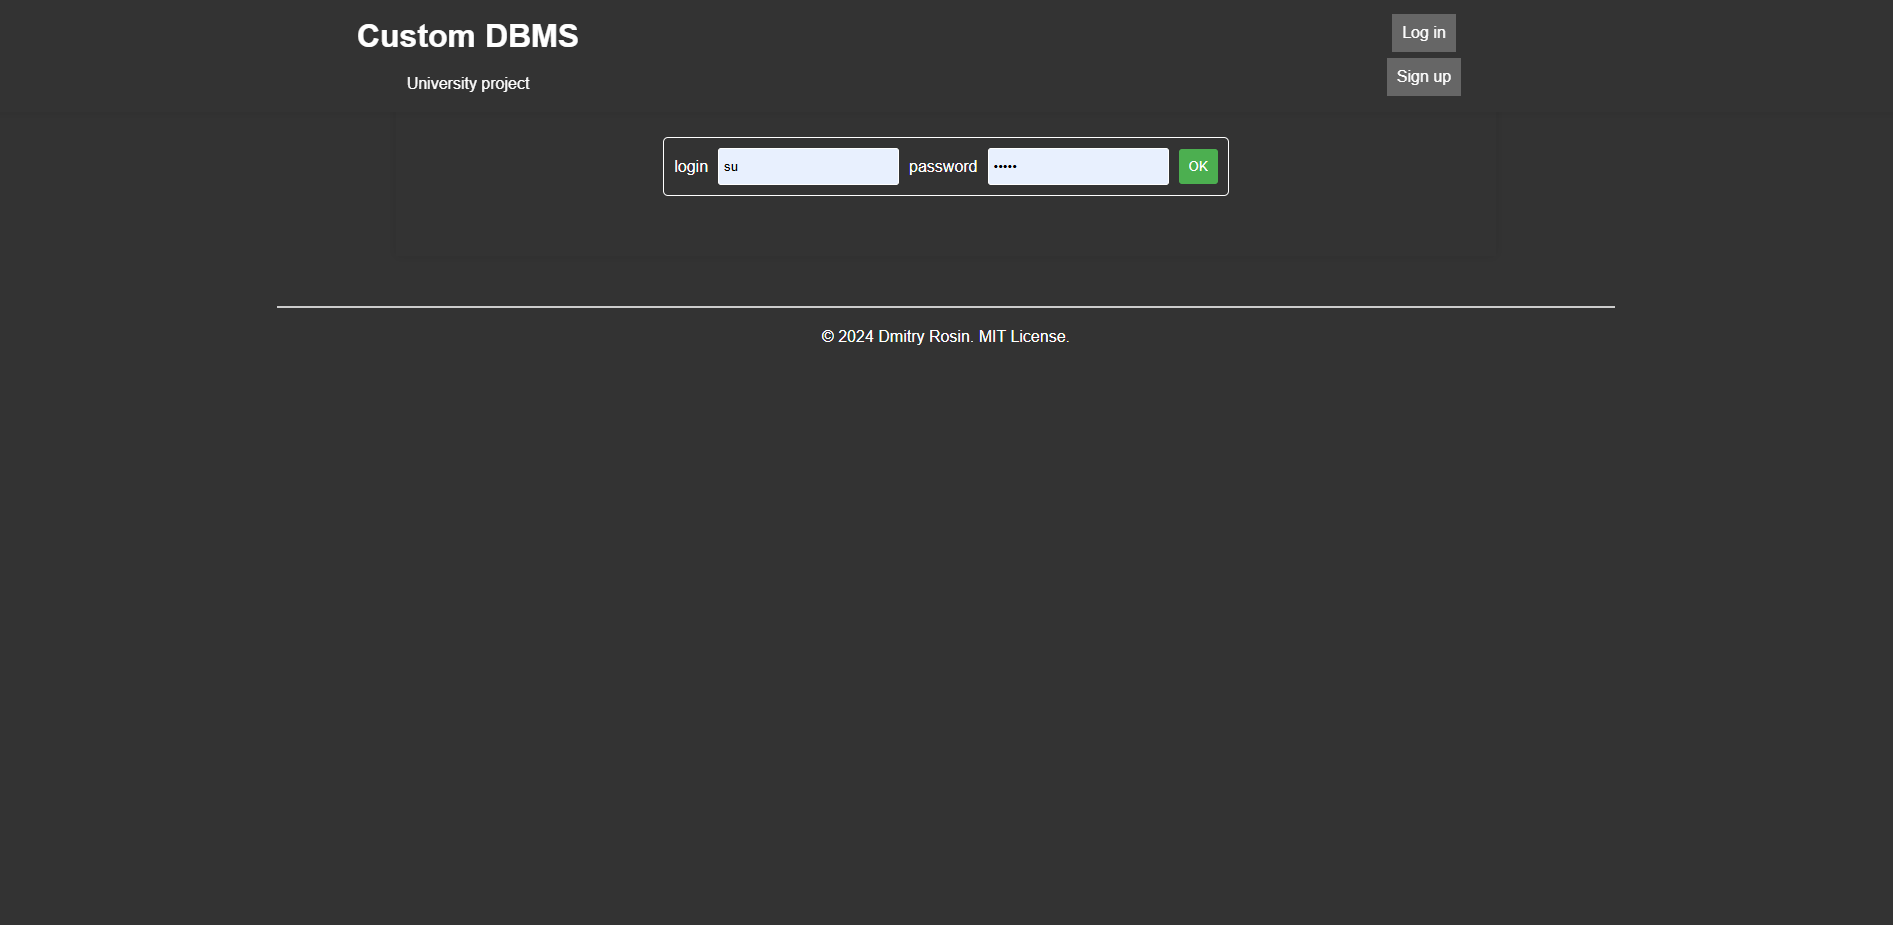 Custom DBMS
University project
Log in
Sign up
login su password ••••• OK
© 2024 Dmitry Rosin. MIT License.